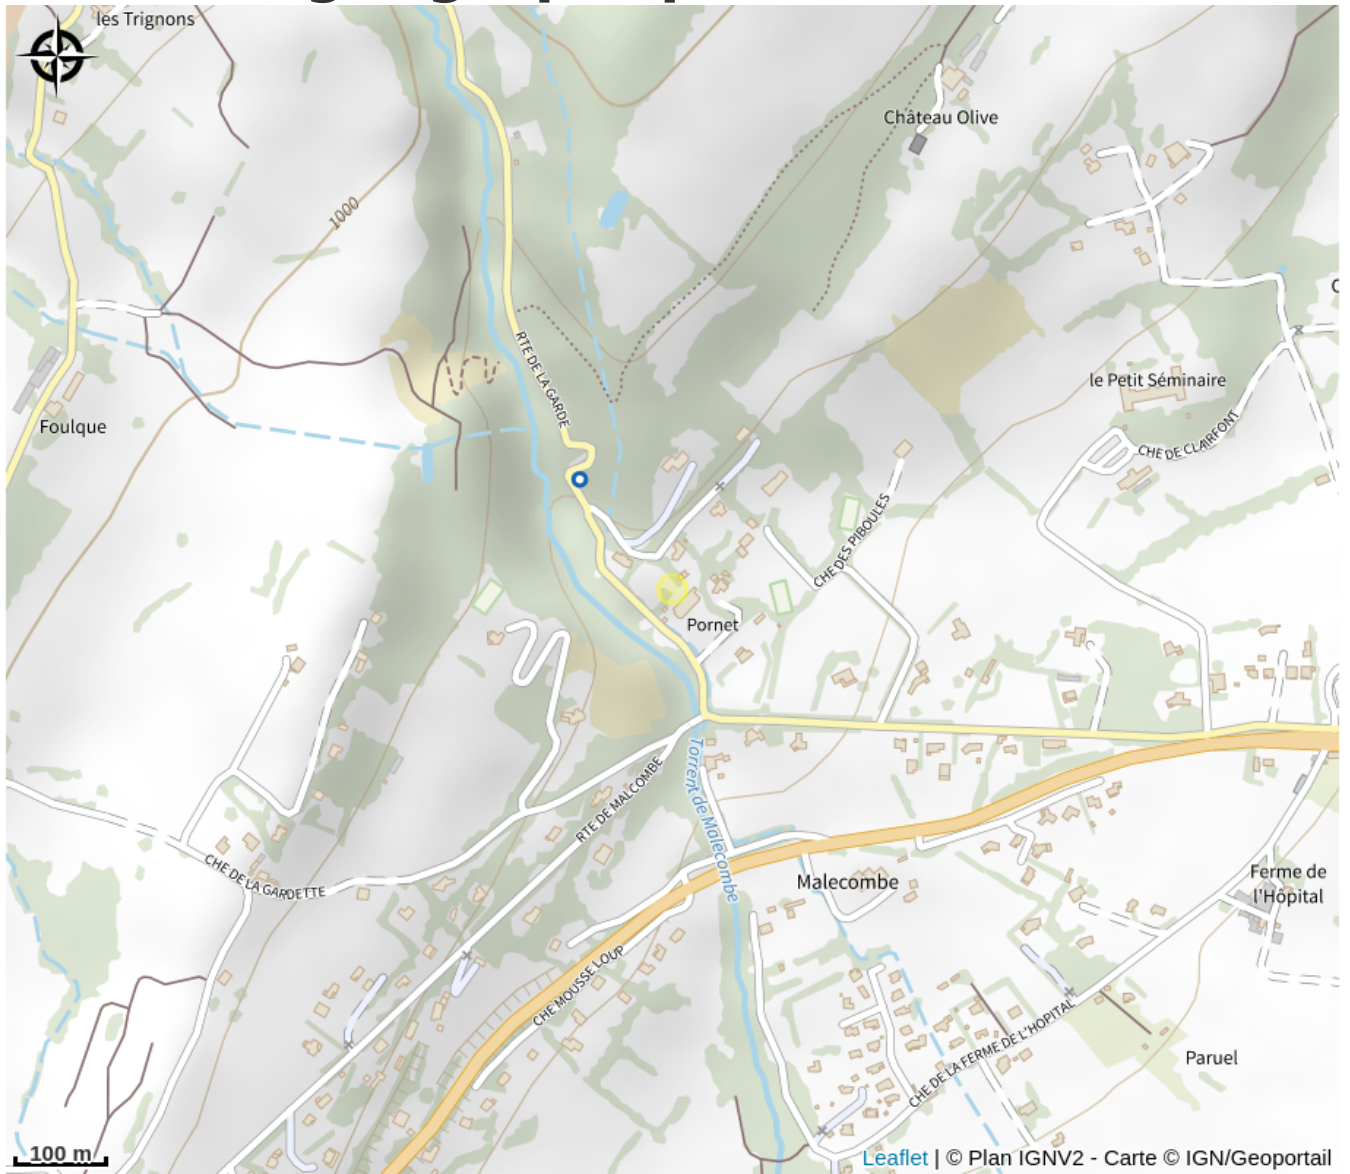 les Trignons
Château Olive
1000
RTE DE LA GARDE
le Petit Séminaire
Foulque
CHE DE CLAIRFONT
CHE DES PIBOULES
Pornet
Torrent de Malecombe
RTE DE MALCOMBE
CHE DE LA GARDETTE
Malecombe
Ferme de
l'Hôpital
CHE MOUSSE LOUP
CHE DE LA FERME DE L'HOPITAL
Paruel
100 m
Leaflet | © Plan IGNV2 - Carte © IGN/Geoportail